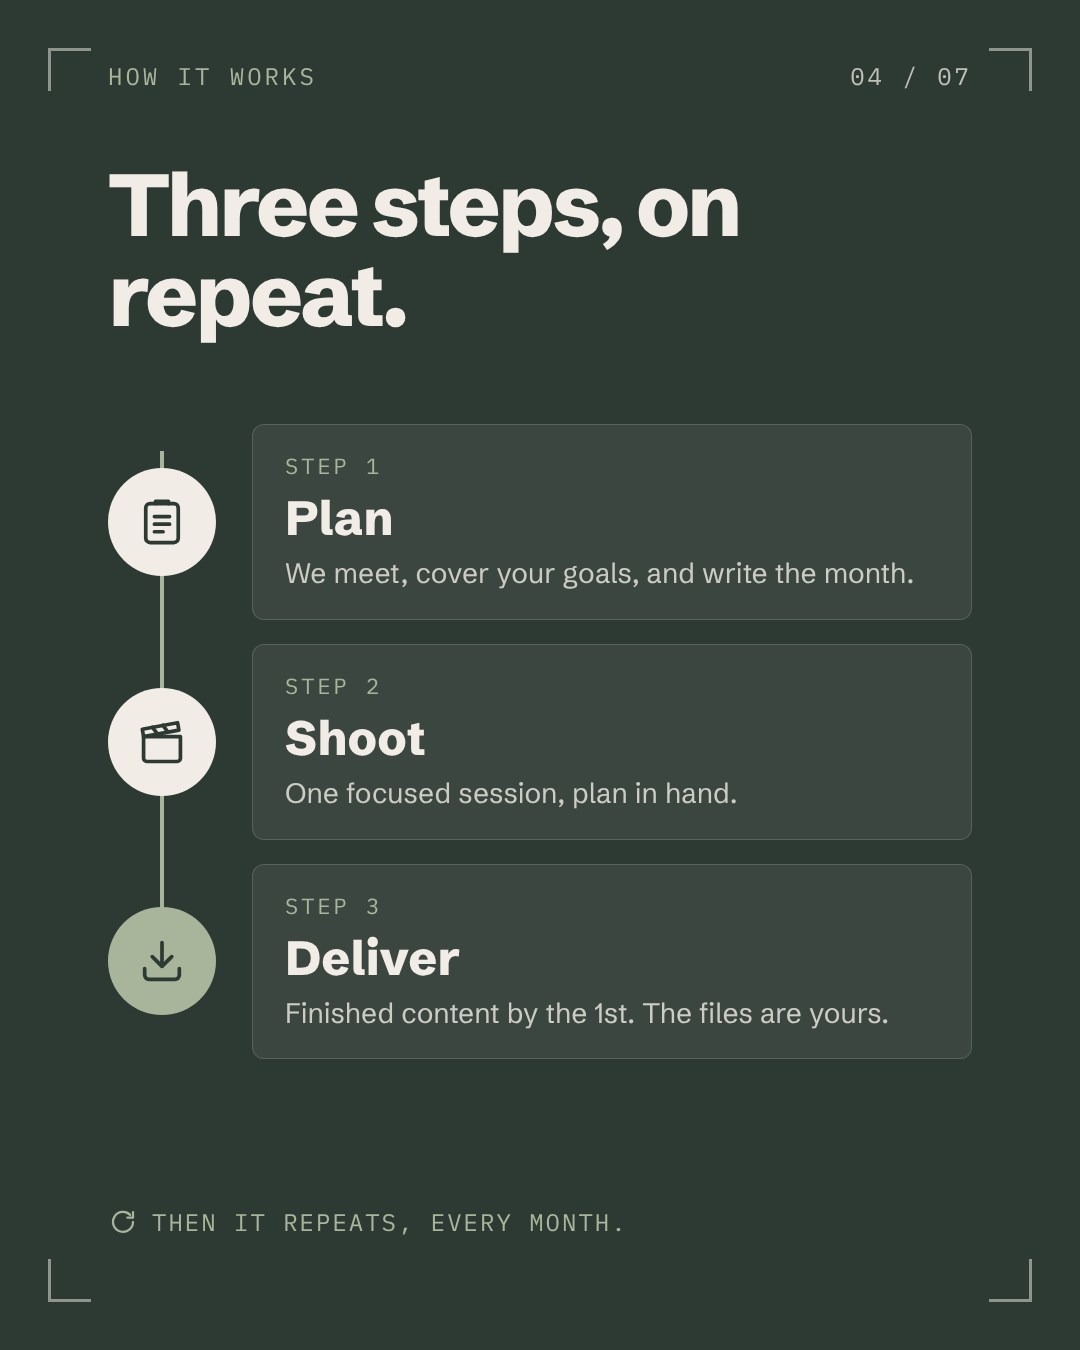 HOW IT WORKS
04 / 07
Three steps, on
repeat.
STEP 1
Plan
We meet, cover your goals, and write the month.
STEP 2
Shoot
One focused session, plan in hand.
STEP 3
Deliver
Finished content by the 1st. The files are yours.
THEN IT REPEATS, EVERY MONTH.